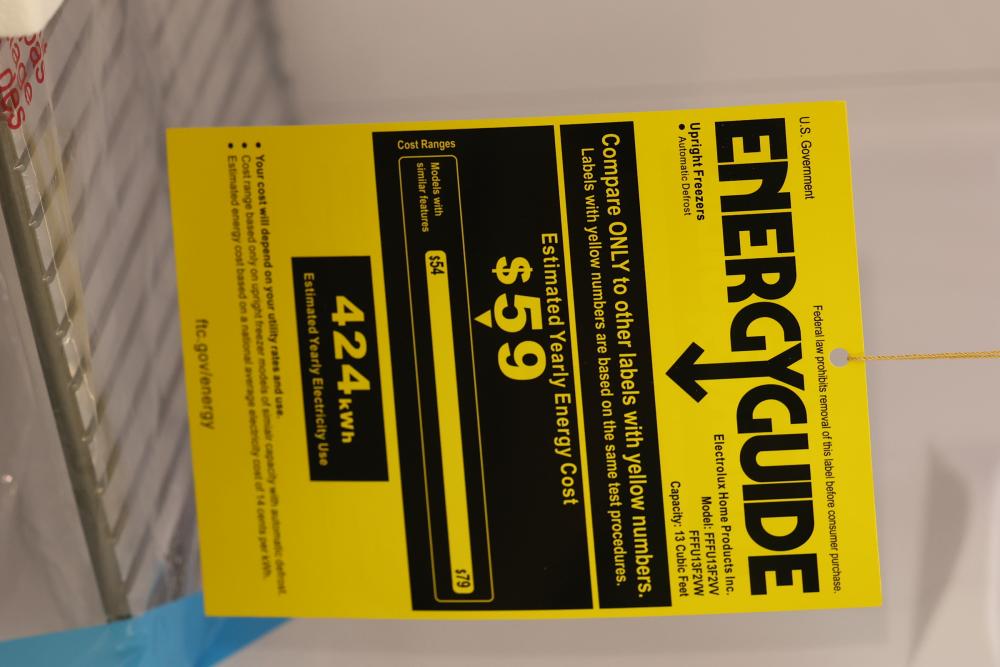 U.S. Government
Federal law prohibits removal of this label before consumer purchase.
ENERGYGUIDE
Upright Freezers
• Automatic Defrost
Electrolux Home Products Inc.
Model: FFFU13F2VV
FFFU13F2VW
Capacity: 13 Cubic Feet
Compare ONLY to other labels with yellow numbers.
Labels with yellow numbers are based on the same test procedures.
Estimated Yearly Energy Cost
$59
Cost Ranges
Models with
similar features
$54
$79
424 kWh
Estimated Yearly Electricity Use
• Your cost will depend on your utility rates and use.
• Cost range based only on upright freezer models of similar capacity with automatic defrost.
• Estimated energy cost based on a national average electricity cost of 14 cents per kWh.
ftc.gov/energy